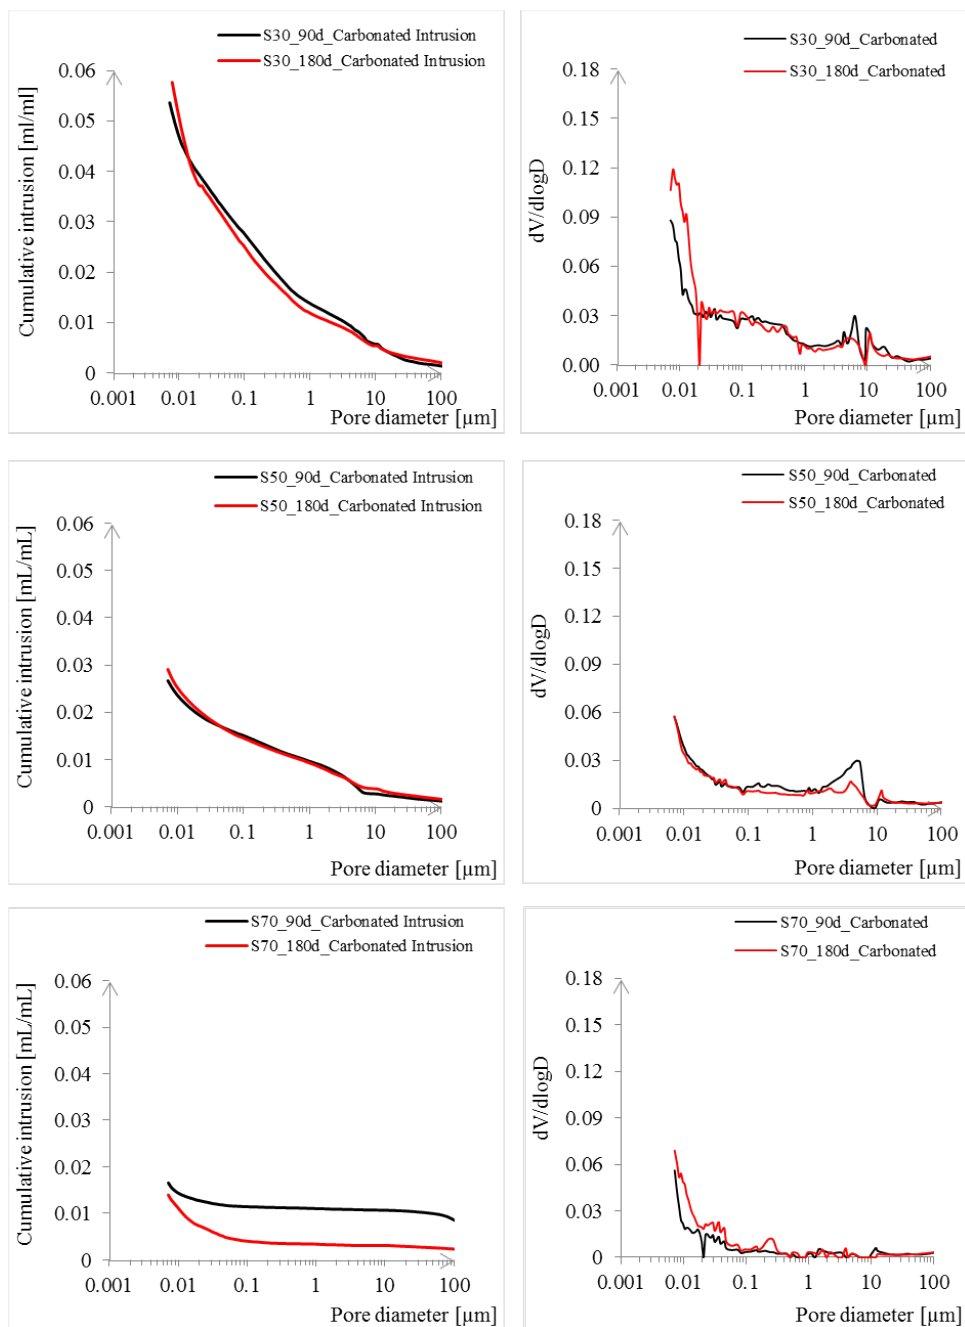 S30_90d_Carbonated Intrusion
S30_180d_Carbonated Intrusion
Cumulative intrusion [ml/ml]
0.06
0.05
0.04
0.03
0.02
0.01
0
0.001 0.01 0.1 1 10 100
Pore diameter [µm]
S30_90d_Carbonated
S30_180d_Carbonated
dV/dlogD
0.18
0.15
0.12
0.09
0.06
0.03
0.00
0.001 0.01 0.1 1 10 100
Pore diameter [µm]
S50_90d_Carbonated Intrusion
S50_180d_Carbonated Intrusion
Cumulative intrusion [mL/mL]
0.06
0.05
0.04
0.03
0.02
0.01
0
0.001 0.01 0.1 1 10 100
Pore diameter [µm]
S50_90d_Carbonated
S50_180d_Carbonated
dV/dlogD
0.18
0.15
0.12
0.09
0.06
0.03
0
0.001 0.01 0.1 1 10 100
Pore diameter [µm]
S70_90d_Carbonated Intrusion
S70_180d_Carbonated Intrusion
Cumulative intrusion [mL/mL]
0.06
0.05
0.04
0.03
0.02
0.01
0
0.001 0.01 0.1 1 10 100
Pore diameter [µm]
S70_90d_Carbonated
S70_180d_Carbonated
dV/dlogD
0.18
0.15
0.12
0.09
0.06
0.03
0
0.001 0.01 0.1 1 10 100
Pore diameter [µm]